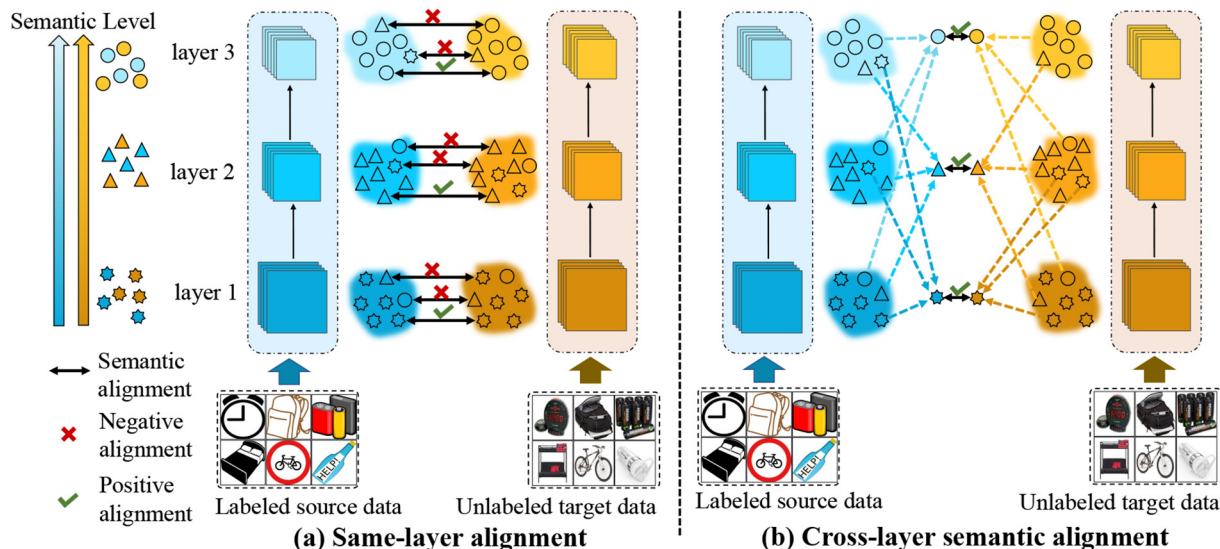 Semantic Level
layer 3
layer 2
layer 1
Semantic
alignment
Negative
alignment
Positive
alignment
HELP!
Labeled source data
Unlabeled target data
(a) Same-layer alignment
HELP!
Labeled source data
Unlabeled target data
(b) Cross-layer semantic alignment